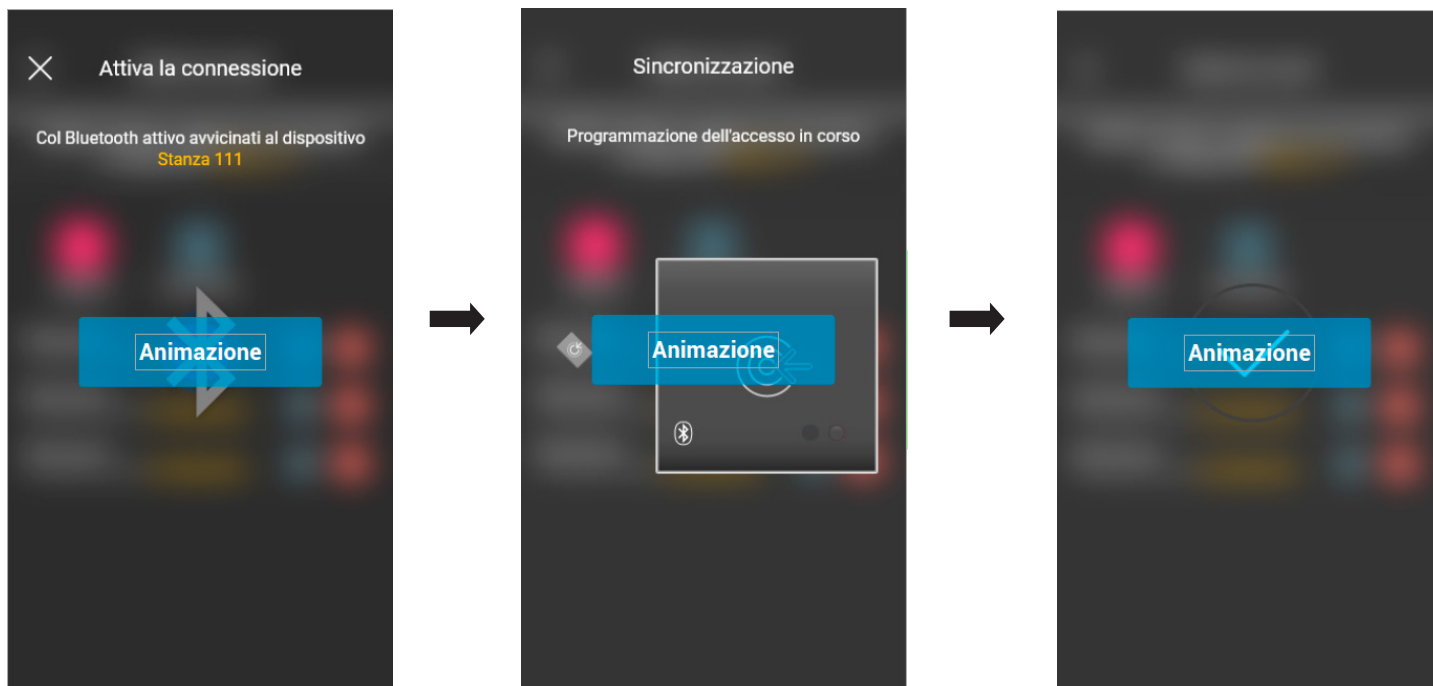 Attiva la connessione
Col Bluetooth attivo avvicinati al dispositivo
Stanza 111
Animazione
Sincronizzazione
Programmazione dell'accesso in corso
Animazione
Animazione